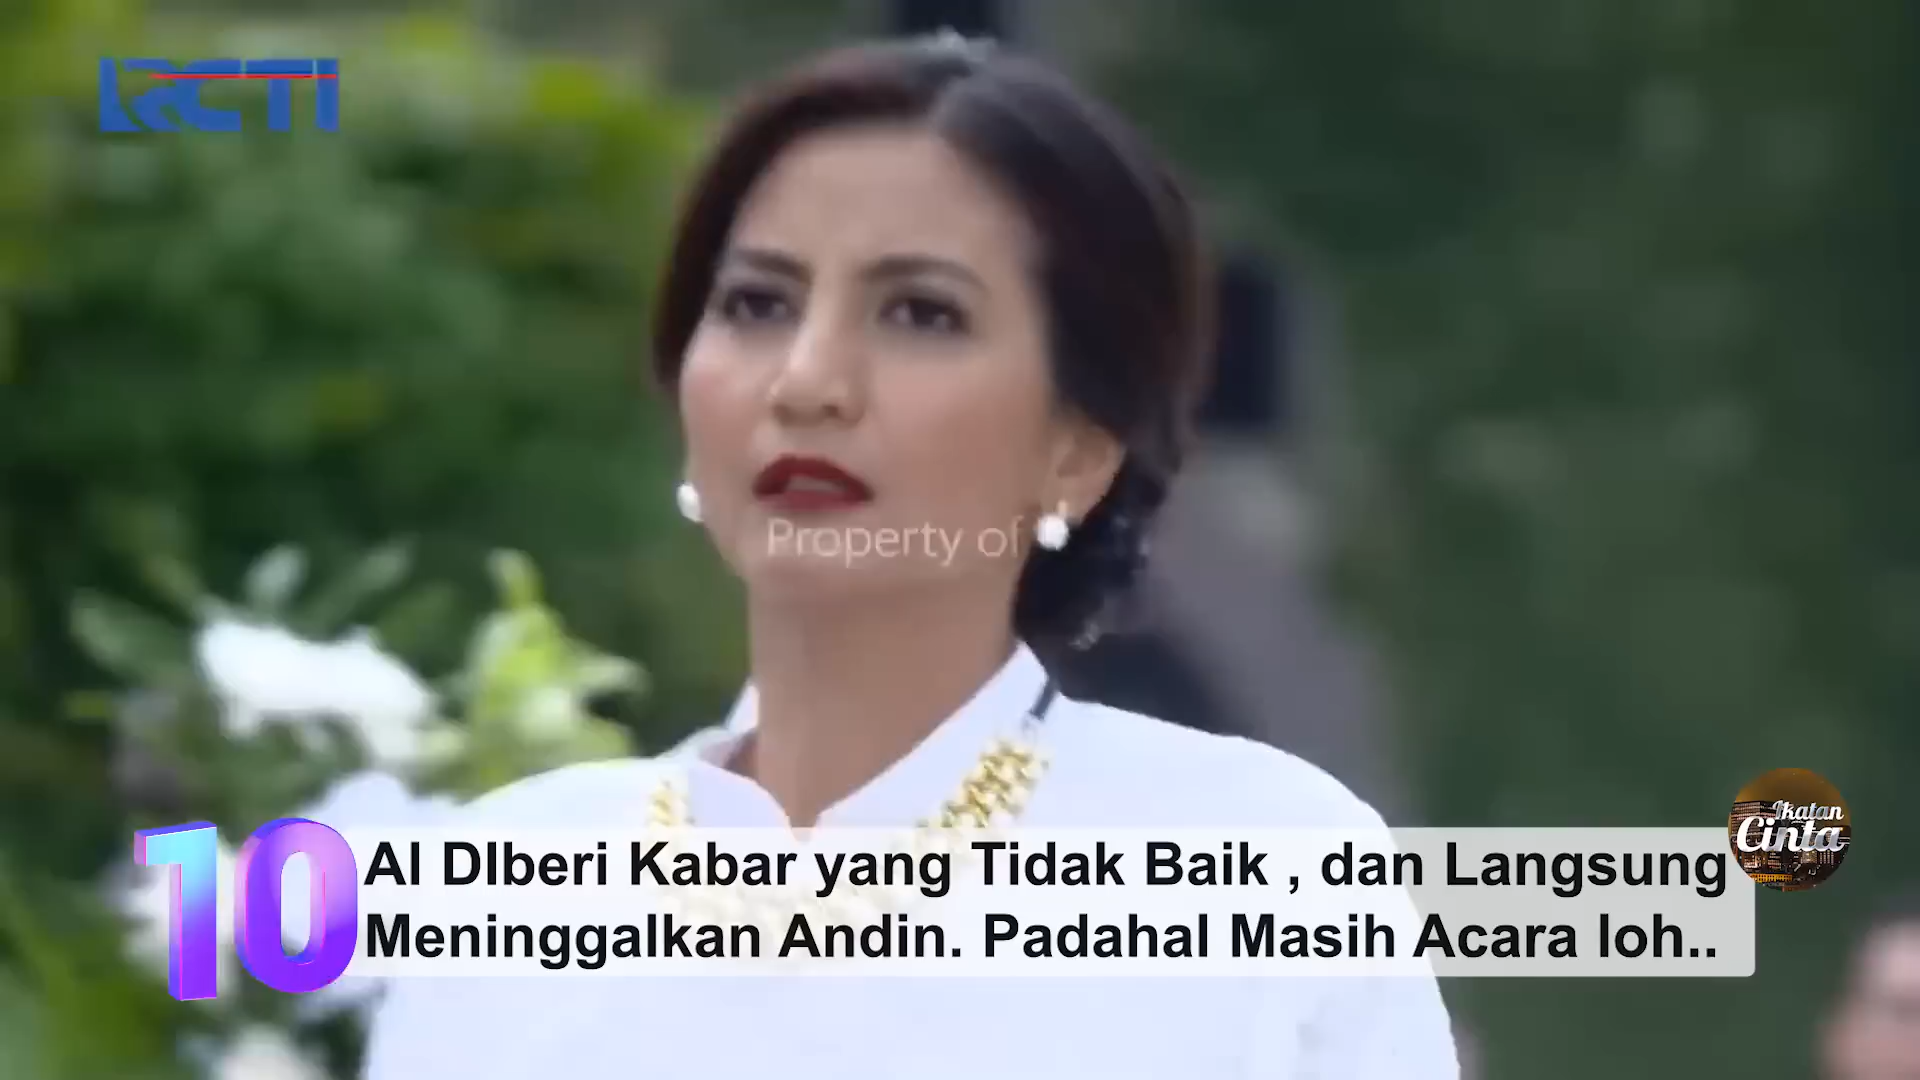 RCTI
Property of
Ikatan
Cinta
10
Al DIberi Kabar yang Tidak Baik , dan Langsung
Meninggalkan Andin. Padahal Masih Acara loh..